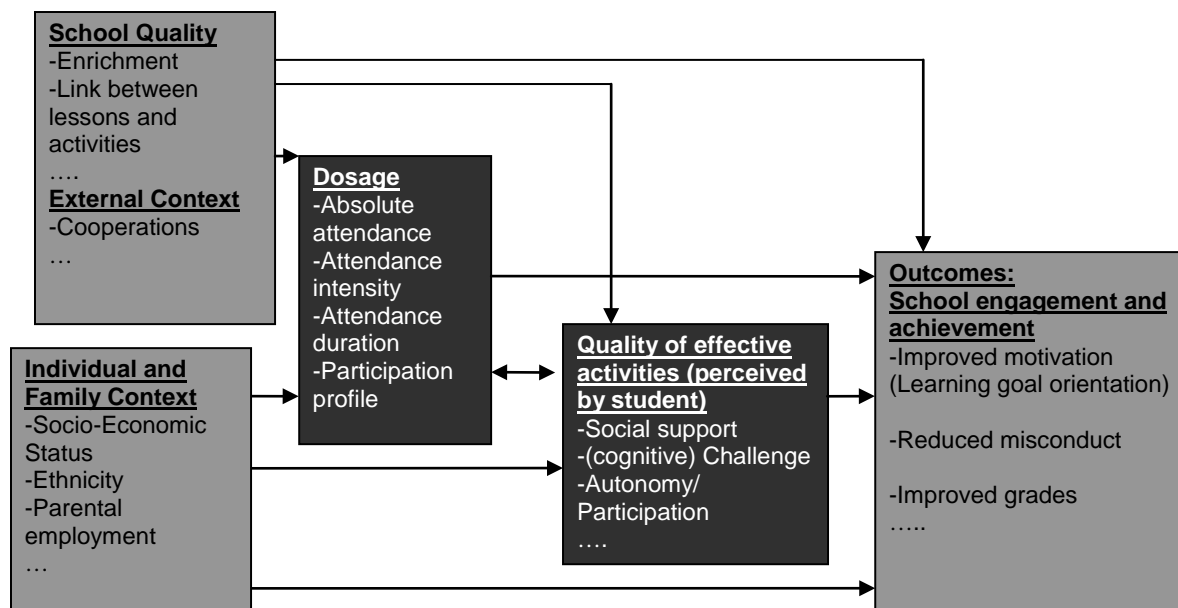 School Quality
-Enrichment
-Link between
lessons and
activities
….
External Context
-Cooperations
…
Individual and
Family Context
-Socio-Economic
Status
-Ethnicity
-Parental
employment
…
Dosage
-Absolute
attendance
-Attendance
intensity
-Attendance
duration
-Participation
profile
Quality of effective
activities (perceived
by student)
-Social support
-(cognitive) Challenge
-Autonomy/
Participation
….
Outcomes:
School engagement and
achievement
-Improved motivation
(Learning goal orientation)
-Reduced misconduct
-Improved grades
…..